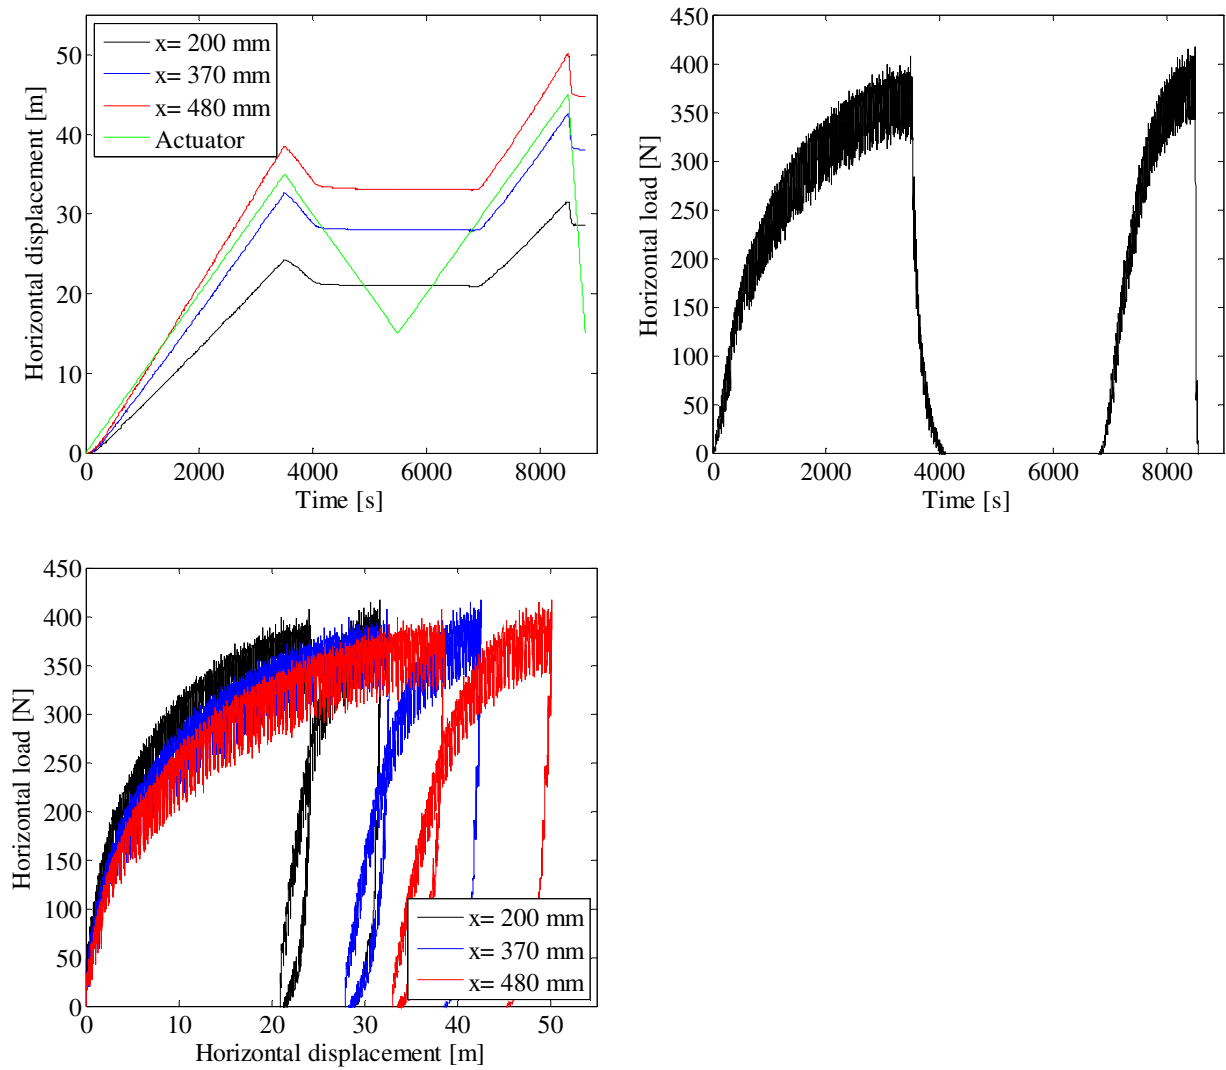 50
40
30
20
10
0
Horizontal displacement [m]
x= 200 mm
x= 370 mm
x= 480 mm
Actuator
0 2000 4000 6000 8000
Time [s]
450
400
350
300
250
200
150
100
50
0
Horizontal load [N]
0 2000 4000 6000 8000
Time [s]
450
400
350
300
250
200
150
100
50
0
Horizontal load [N]
x= 200 mm
x= 370 mm
x= 480 mm
0 10 20 30 40 50
Horizontal displacement [m]